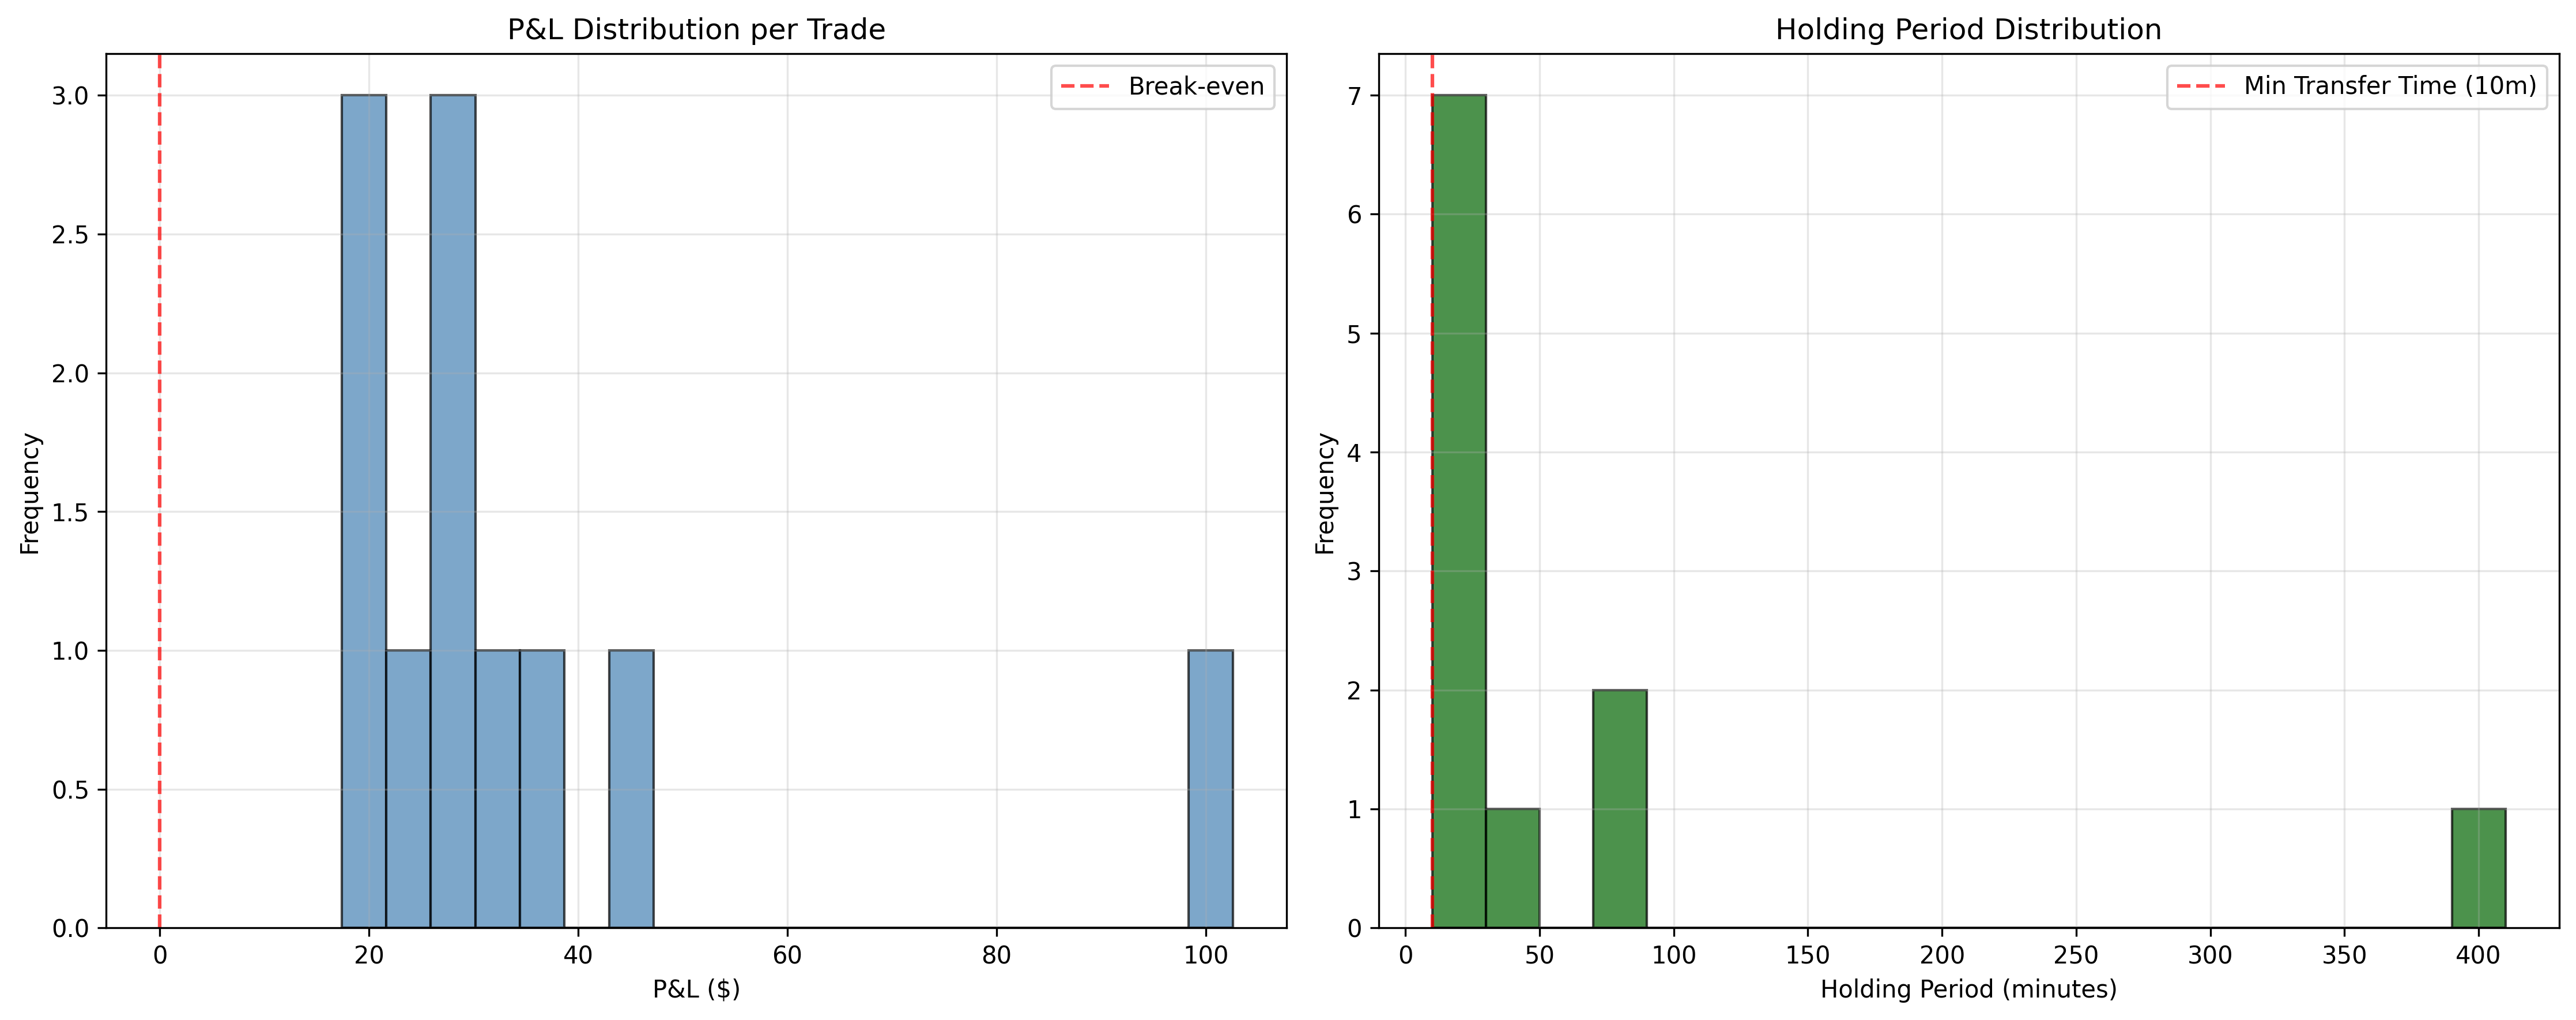 P&L Distribution per Trade
Break-even
3.0
2.5
2.0
1.5
1.0
0.5
0.0
Frequency
0 20 40 60 80 100
P&L ($)
Holding Period Distribution
Min Transfer Time (10m)
7
6
5
4
3
2
1
0
Frequency
0 50 100 150 200 250 300 350 400
Holding Period (minutes)